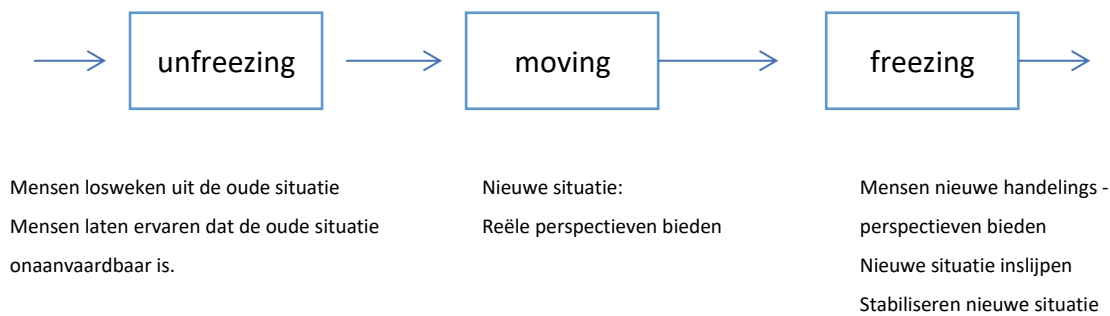 unfreezing
moving
freezing
Mensen losweken uit de oude situatie
Mensen laten ervaren dat de oude situatie
onaanvaardbaar is.
Nieuwe situatie:
Reële perspectieven bieden
Mensen nieuwe handelings -
perspectieven bieden
Nieuwe situatie inslijpen
Stabiliseren nieuwe situatie